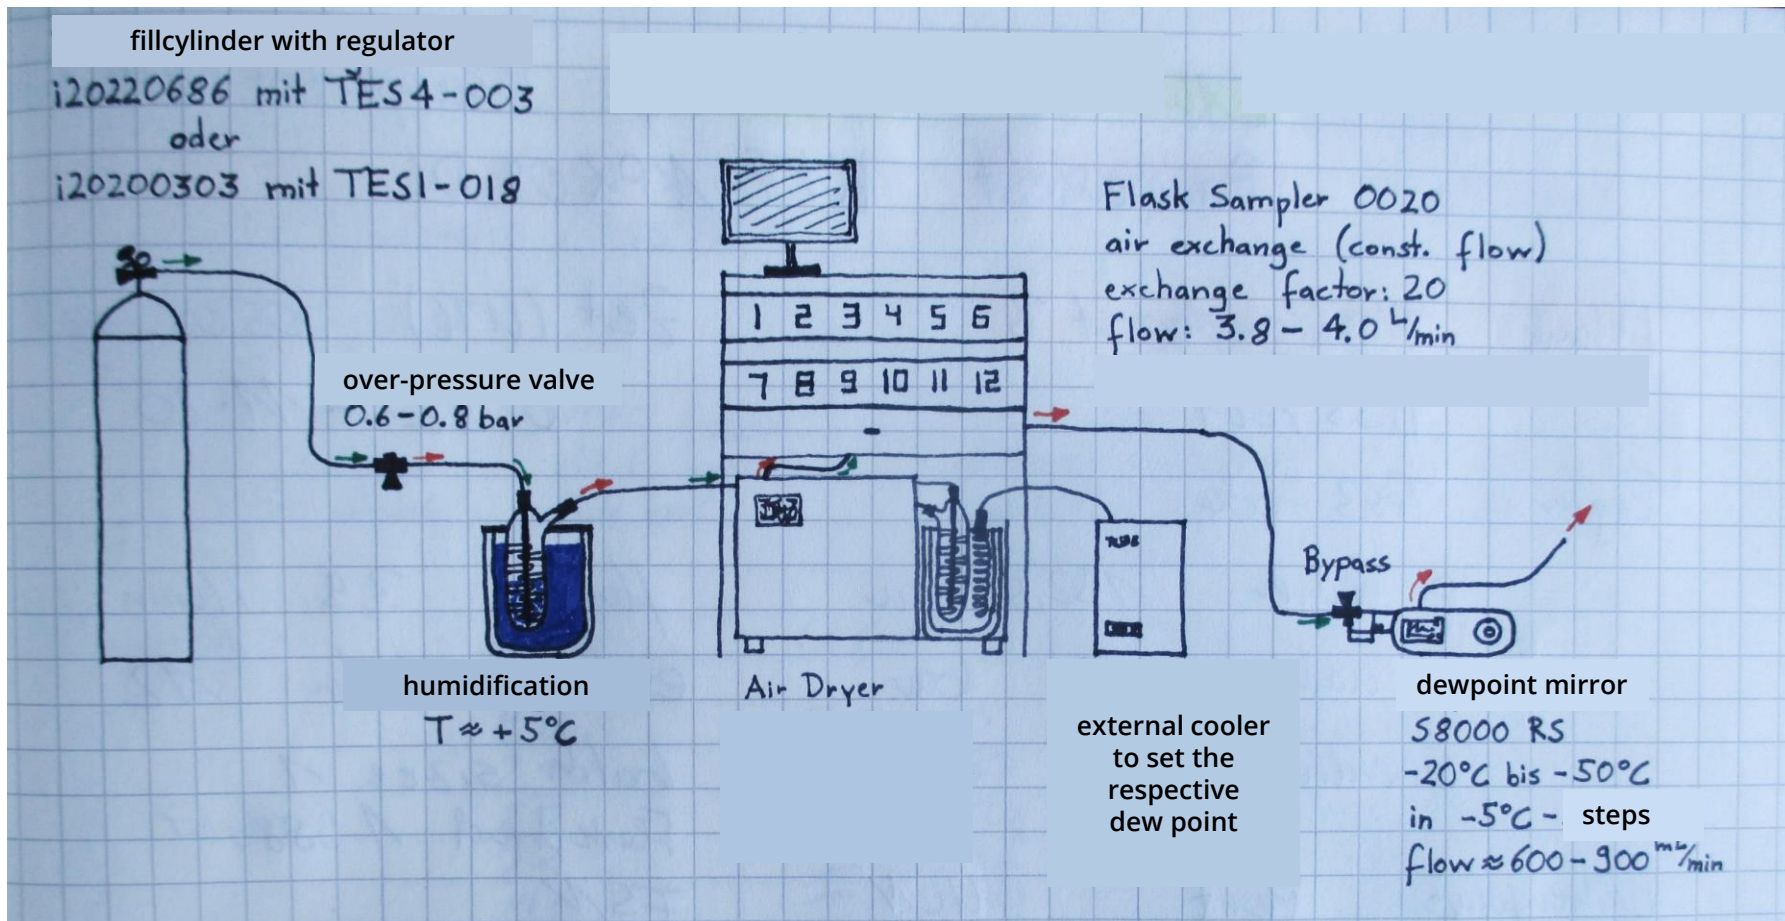 fillcylinder with regulator
i20220686 mit TES4-003
oder
i20200303 mit TES1-018
Flask Sampler 0020
air exchange (const. flow)
exchange factor: 20
flow: 3.8 - 4.0 L/min
1 2 3 4 5 6
7 8 9 10 11 12
over-pressure valve
0.6 - 0.8 bar
Bypass
humidification
T ≈ +5°C
Air Dryer
external cooler
to set the
respective
dew point
dewpoint mirror
S8000 RS
-20°C bis -50°C
in -5°C - steps
flow ≈ 600 - 900 mL/min